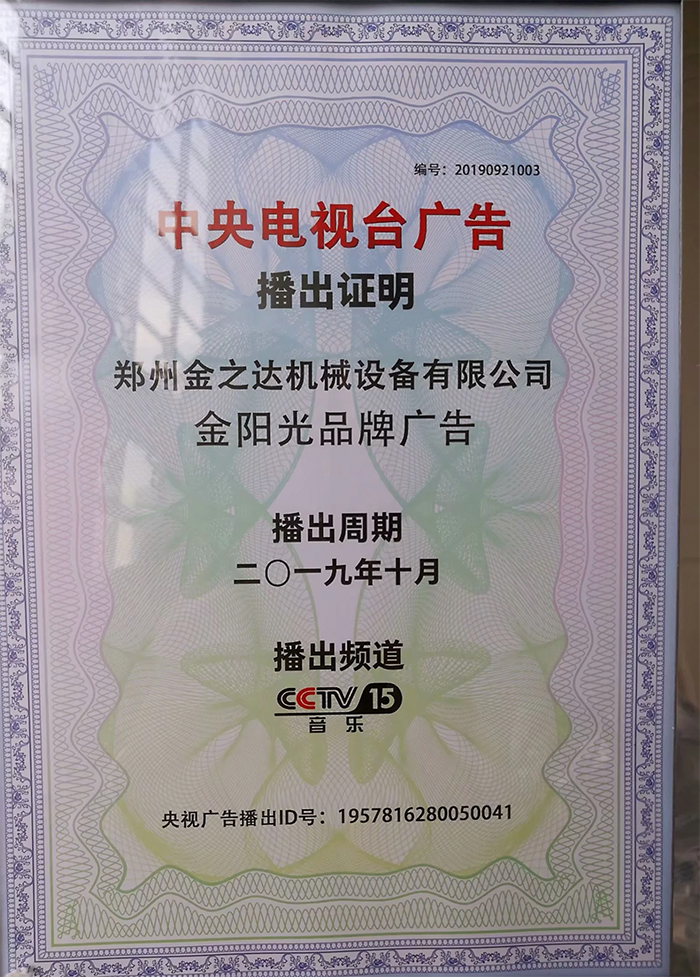 编号：20190921003
中央电视台广告
播出证明
郑州金之达机械设备有限公司
金阳光品牌广告
播出周期
二〇一九年十月
播出频道
CCTV 15
音乐
央视广告播出ID号：1957816280050041